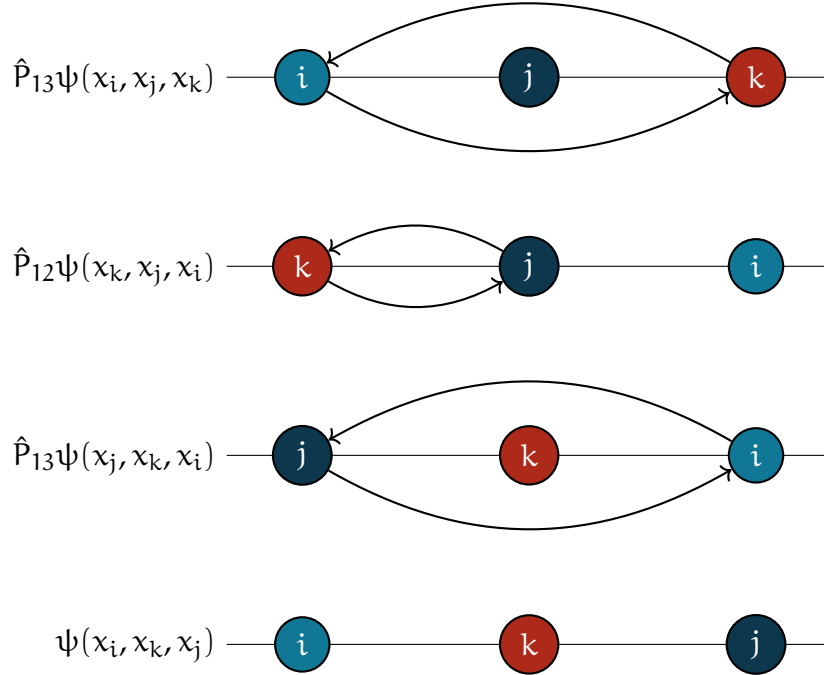 P̂₁₃ψ(xᵢ, xⱼ, xₖ) i j k
P̂₁₂ψ(xₖ, xⱼ, xᵢ) k j i
P̂₁₃ψ(xⱼ, xₖ, xᵢ) j k i
ψ(xᵢ, xₖ, xⱼ) i k j